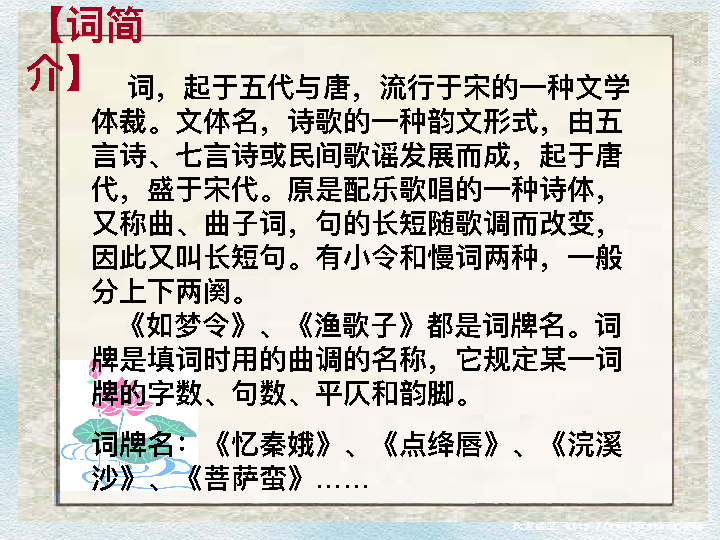 【词简
介】
词，起于五代与唐，流行于宋的一种文学
体裁。文体名，诗歌的一种韵文形式，由五
言诗、七言诗或民间歌谣发展而成，起于唐
代，盛于宋代。原是配乐歌唱的一种诗体，
又称曲、曲子词，句的长短随歌调而改变，
因此又叫长短句。有小令和慢词两种，一般
分上下两阕。
《如梦令》、《渔歌子》都是词牌名。词
牌是填词时用的曲调的名称，它规定某一词
牌的字数、句数、平仄和韵脚。
词牌名：《忆秦娥》、《点绛唇》、《浣溪
沙》、《菩萨蛮》……